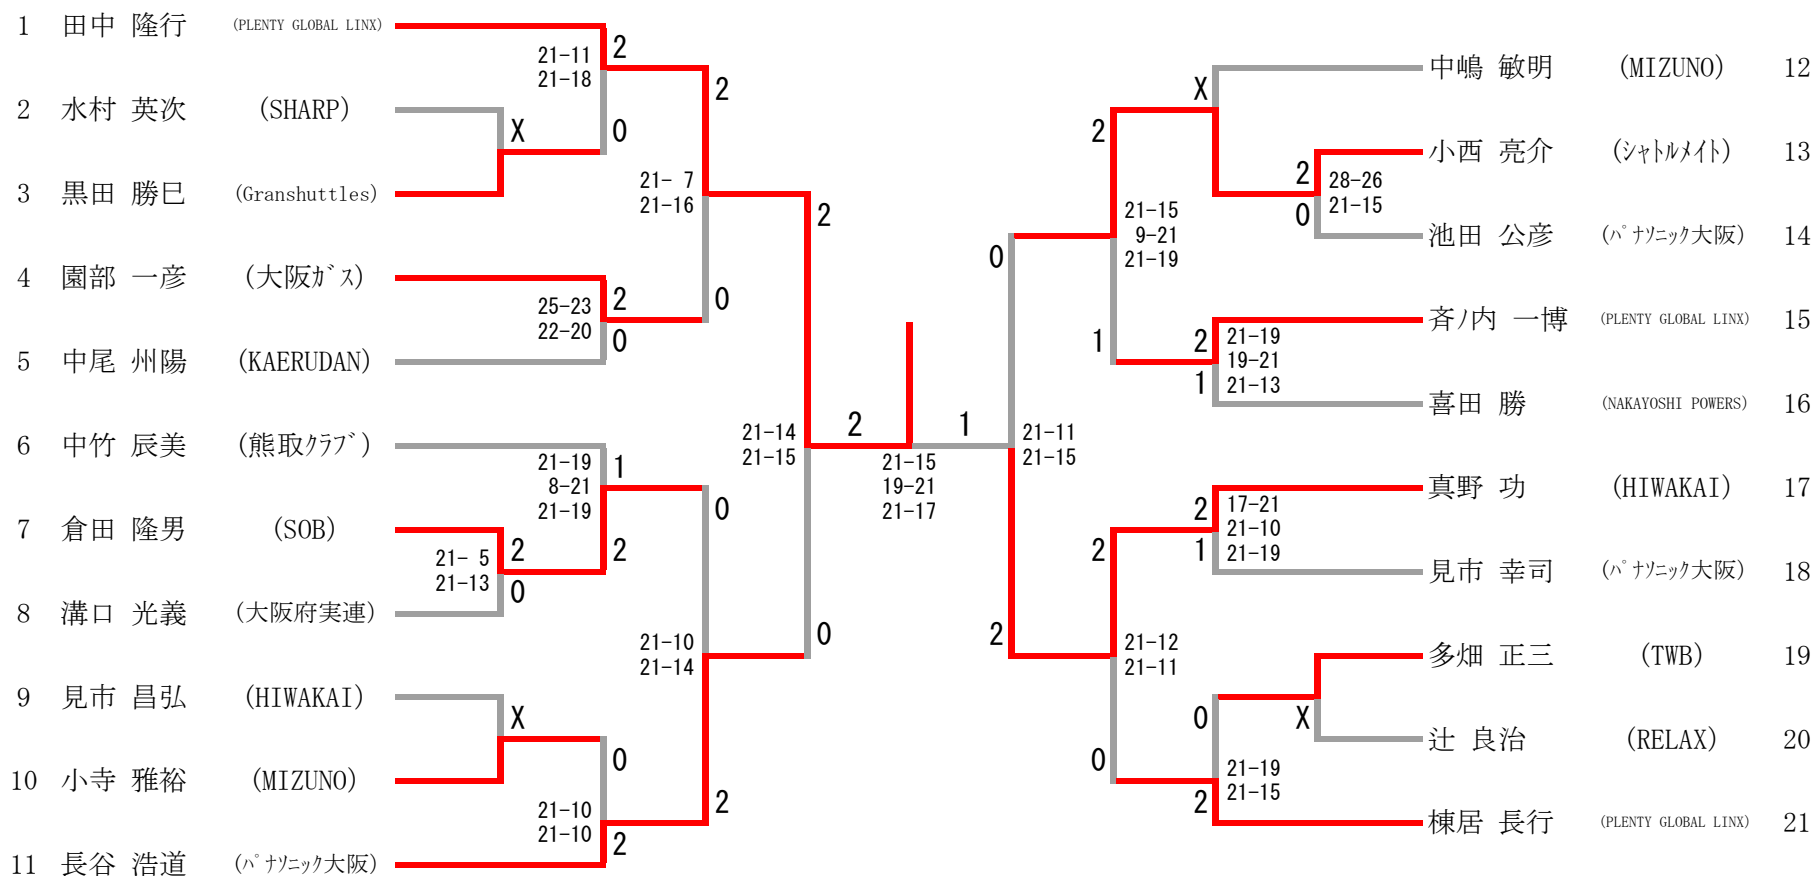 1 田中 隆行 (PLENTY GLOBAL LINX)
2 水村 英次 (SHARP)
3 黒田 勝巳 (Granshuttles)
4 園部 一彦 (大阪ｶﾞｽ)
5 中尾 州陽 (KAERUDAN)
6 中竹 辰美 (熊取ｸﾗﾌﾞ)
7 倉田 隆男 (SOB)
8 溝口 光義 (大阪府実連)
9 見市 昌弘 (HIWAKAI)
10 小寺 雅裕 (MIZUNO)
11 長谷 浩道 (ﾊﾟﾅｿﾆｯｸ大阪)
21-11 2
21-18
X 0
25-23 2
22-20 0
21-19 1
8-21
21-19 2
21- 5 2
21-13 0
X 0
21-10
21-10 2
2
21- 7
21-16
0
0
21-10
21-14
2
2
21-14
21-15
0
2 1
21-15
19-21
21-17
0
21-11
21-15
2
2
21-15
9-21
21-19
1
2
21-12
21-11
0
X
2 28-26
0 21-15
2 21-19
19-21
1 21-13
2 17-21
21-10
1 21-19
0 X
21-19
2 21-15
中嶋 敏明 (MIZUNO) 12
小西 亮介 (ｼｬﾄﾙﾒｲﾄ) 13
池田 公彦 (ﾊﾟﾅｿﾆｯｸ大阪) 14
斉ﾉ内 一博 (PLENTY GLOBAL LINX) 15
喜田 勝 (NAKAYOSHI POWERS) 16
真野 功 (HIWAKAI) 17
見市 幸司 (ﾊﾟﾅｿﾆｯｸ大阪) 18
多畑 正三 (TWB) 19
辻 良治 (RELAX) 20
棟居 長行 (PLENTY GLOBAL LINX) 21